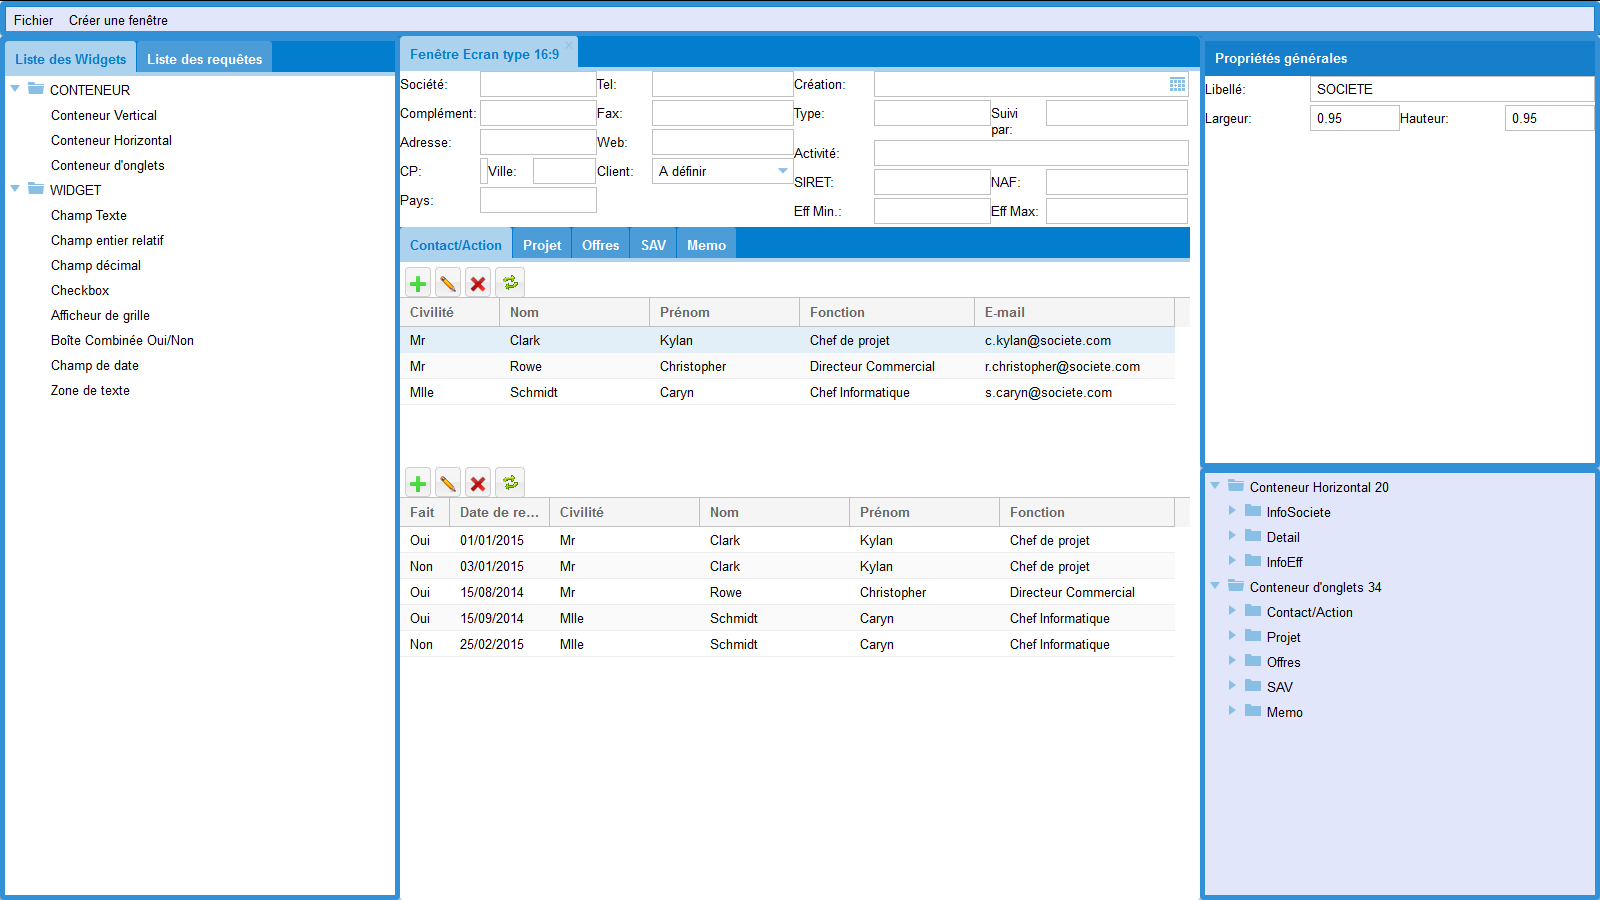 Fichier Créer une fenêtre
Liste des Widgets Liste des requêtes
CONTENEUR
Conteneur Vertical
Conteneur Horizontal
Conteneur d'onglets
WIDGET
Champ Texte
Champ entier relatif
Champ décimal
Checkbox
Afficheur de grille
Boîte Combinée Oui/Non
Champ de date
Zone de texte
Fenêtre Ecran type 16:9
Société: Tel: Création:
Complément: Fax: Type: Suivi par:
Adresse: Web: Activité:
CP: Ville: Client: A définir SIRET: NAF:
Pays: Eff Min.: Eff Max:
Contact/Action Projet Offres SAV Memo
Civilité Nom Prénom Fonction E-mail
Mr Clark Kylan Chef de projet c.kylan@societe.com
Mr Rowe Christopher Directeur Commercial r.christopher@societe.com
Mlle Schmidt Caryn Chef Informatique s.caryn@societe.com
Fait Date de re... Civilité Nom Prénom Fonction
Oui 01/01/2015 Mr Clark Kylan Chef de projet
Non 03/01/2015 Mr Clark Kylan Chef de projet
Oui 15/08/2014 Mr Rowe Christopher Directeur Commercial
Oui 15/09/2014 Mlle Schmidt Caryn Chef Informatique
Non 25/02/2015 Mlle Schmidt Caryn Chef Informatique
Propriétés générales
Libellé: SOCIETE
Largeur: 0.95 Hauteur: 0.95
Conteneur Horizontal 20
InfoSociete
Detail
InfoEff
Conteneur d'onglets 34
Contact/Action
Projet
Offres
SAV
Memo